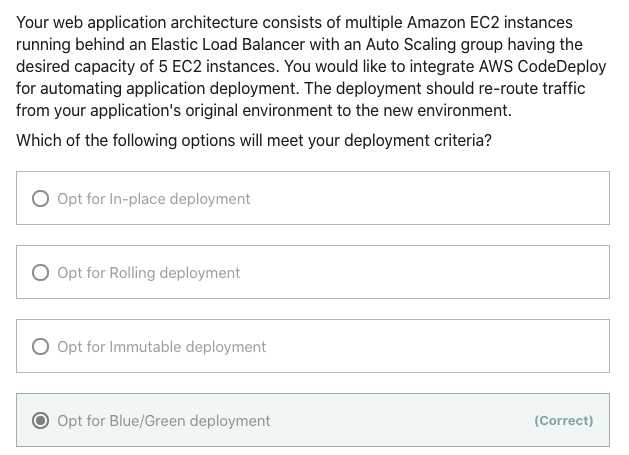 Your web application architecture consists of multiple Amazon EC2 instances
running behind an Elastic Load Balancer with an Auto Scaling group having the
desired capacity of 5 EC2 instances. You would like to integrate AWS CodeDeploy
for automating application deployment. The deployment should re-route traffic
from your application's original environment to the new environment.
Which of the following options will meet your deployment criteria?
Opt for In-place deployment
Opt for Rolling deployment
Opt for Immutable deployment
Opt for Blue/Green deployment (Correct)